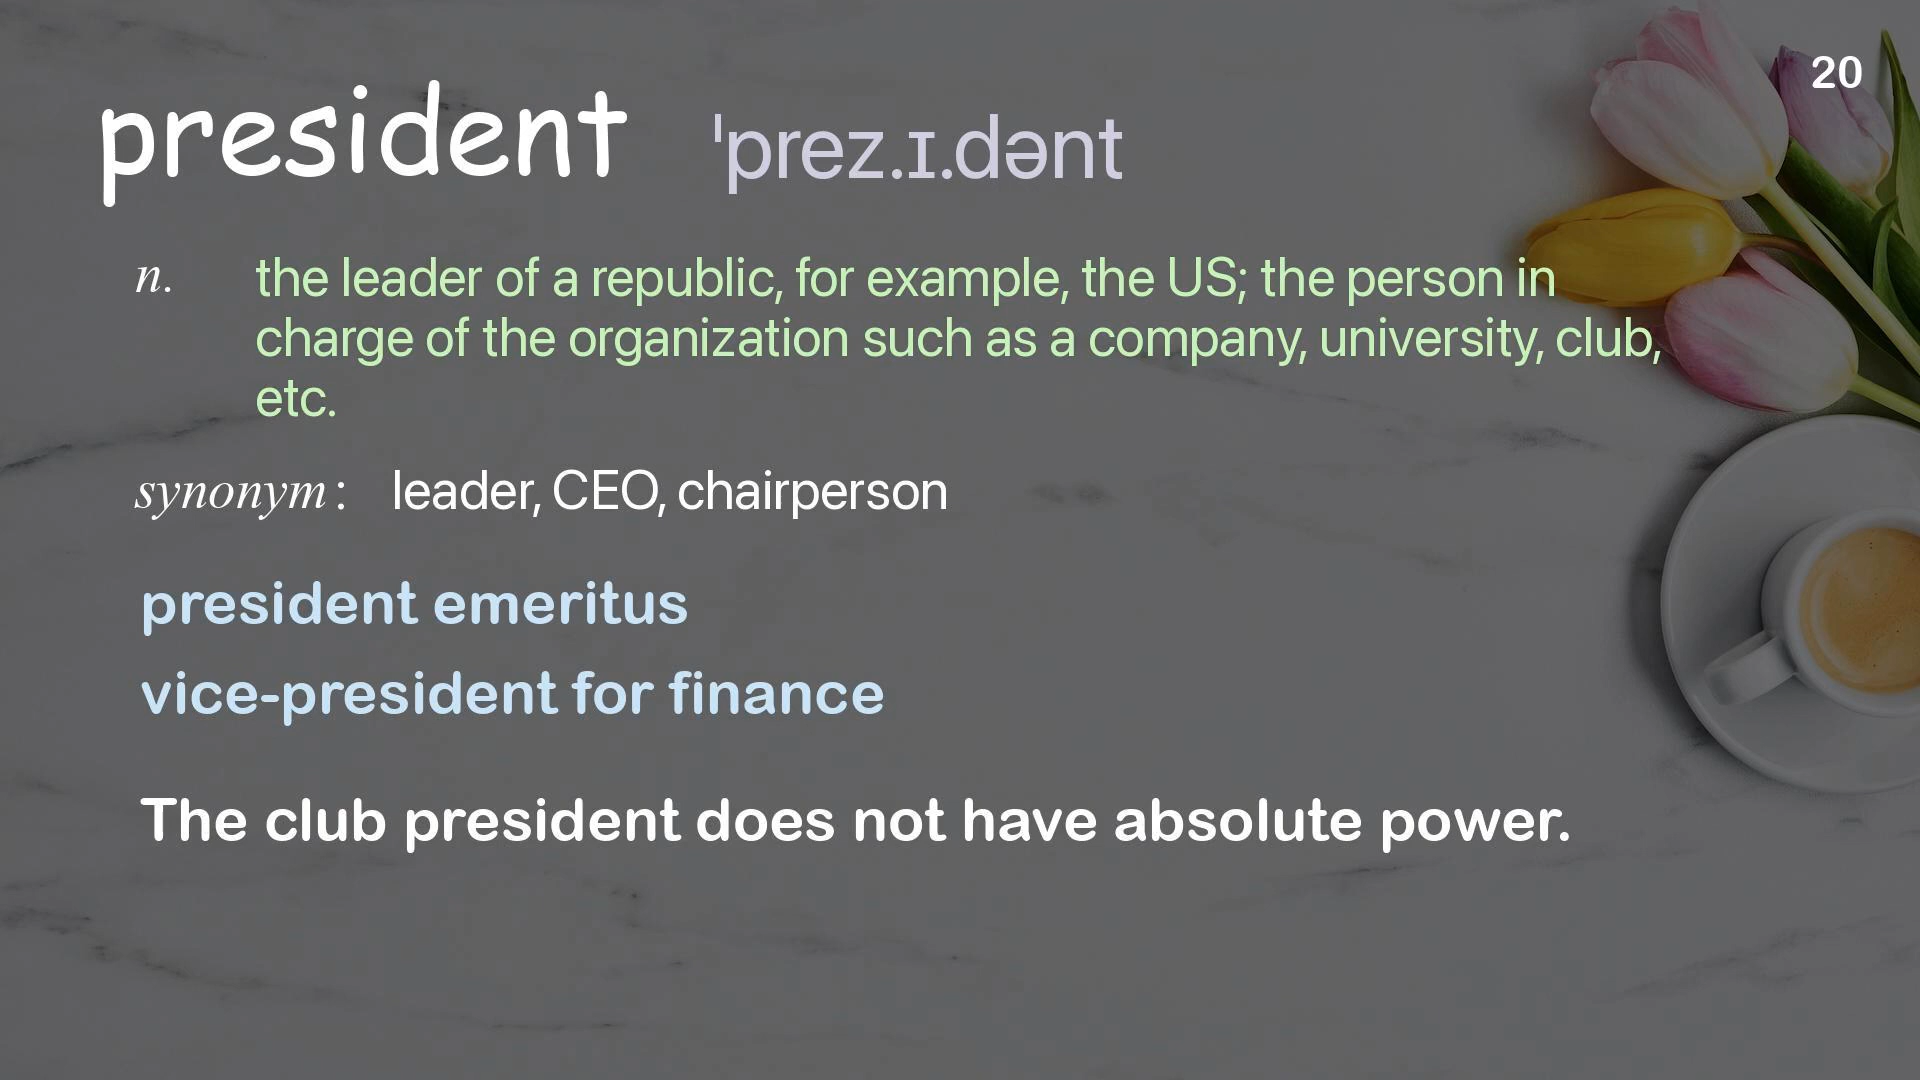 20
president ˈprez.ɪ.dənt
n. the leader of a republic, for example, the US; the person in
charge of the organization such as a company, university, club,
etc.
synonym: leader, CEO, chairperson
president emeritus
vice-president for finance
The club president does not have absolute power.